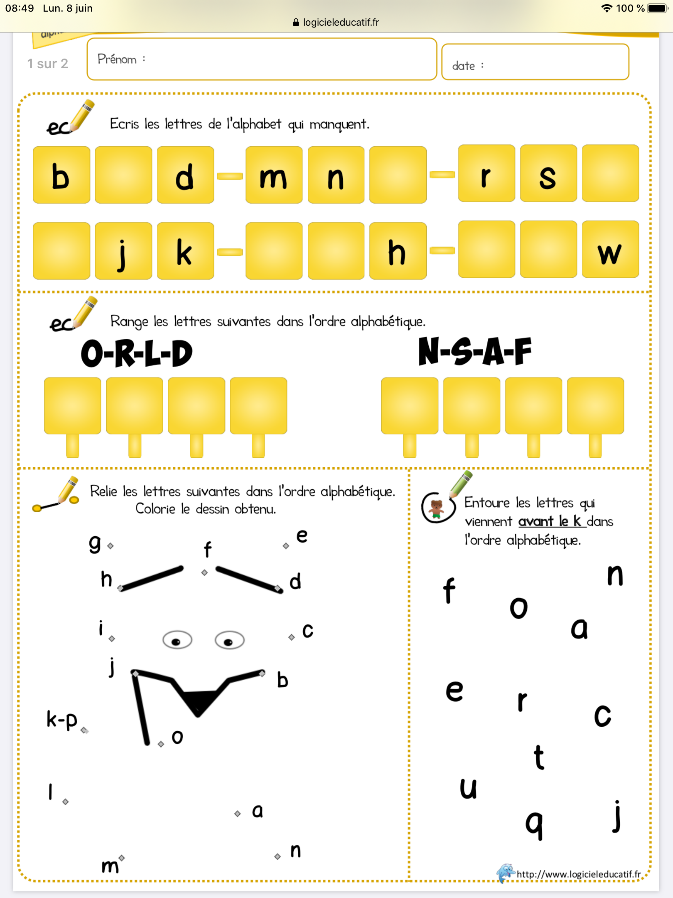 08:49 Lun. 8 juin 100 %
logicieleducatif.fr
1 sur 2
Prénom :
date :
ec Ecris les lettres de l'alphabet qui manquent.
b d m n r s
j k h w
ec Range les lettres suivantes dans l'ordre alphabétique.
O-R-L-D N-S-A-F
Relie les lettres suivantes dans l'ordre alphabétique.
Colorie le dessin obtenu.
g f e
h d
i c
j b
k-p o
l a
m n
Entoure les lettres qui
viennent avant le k dans
l'ordre alphabétique.
n
f o a
e r c
t
u q j
http://www.logicieleducatif.fr